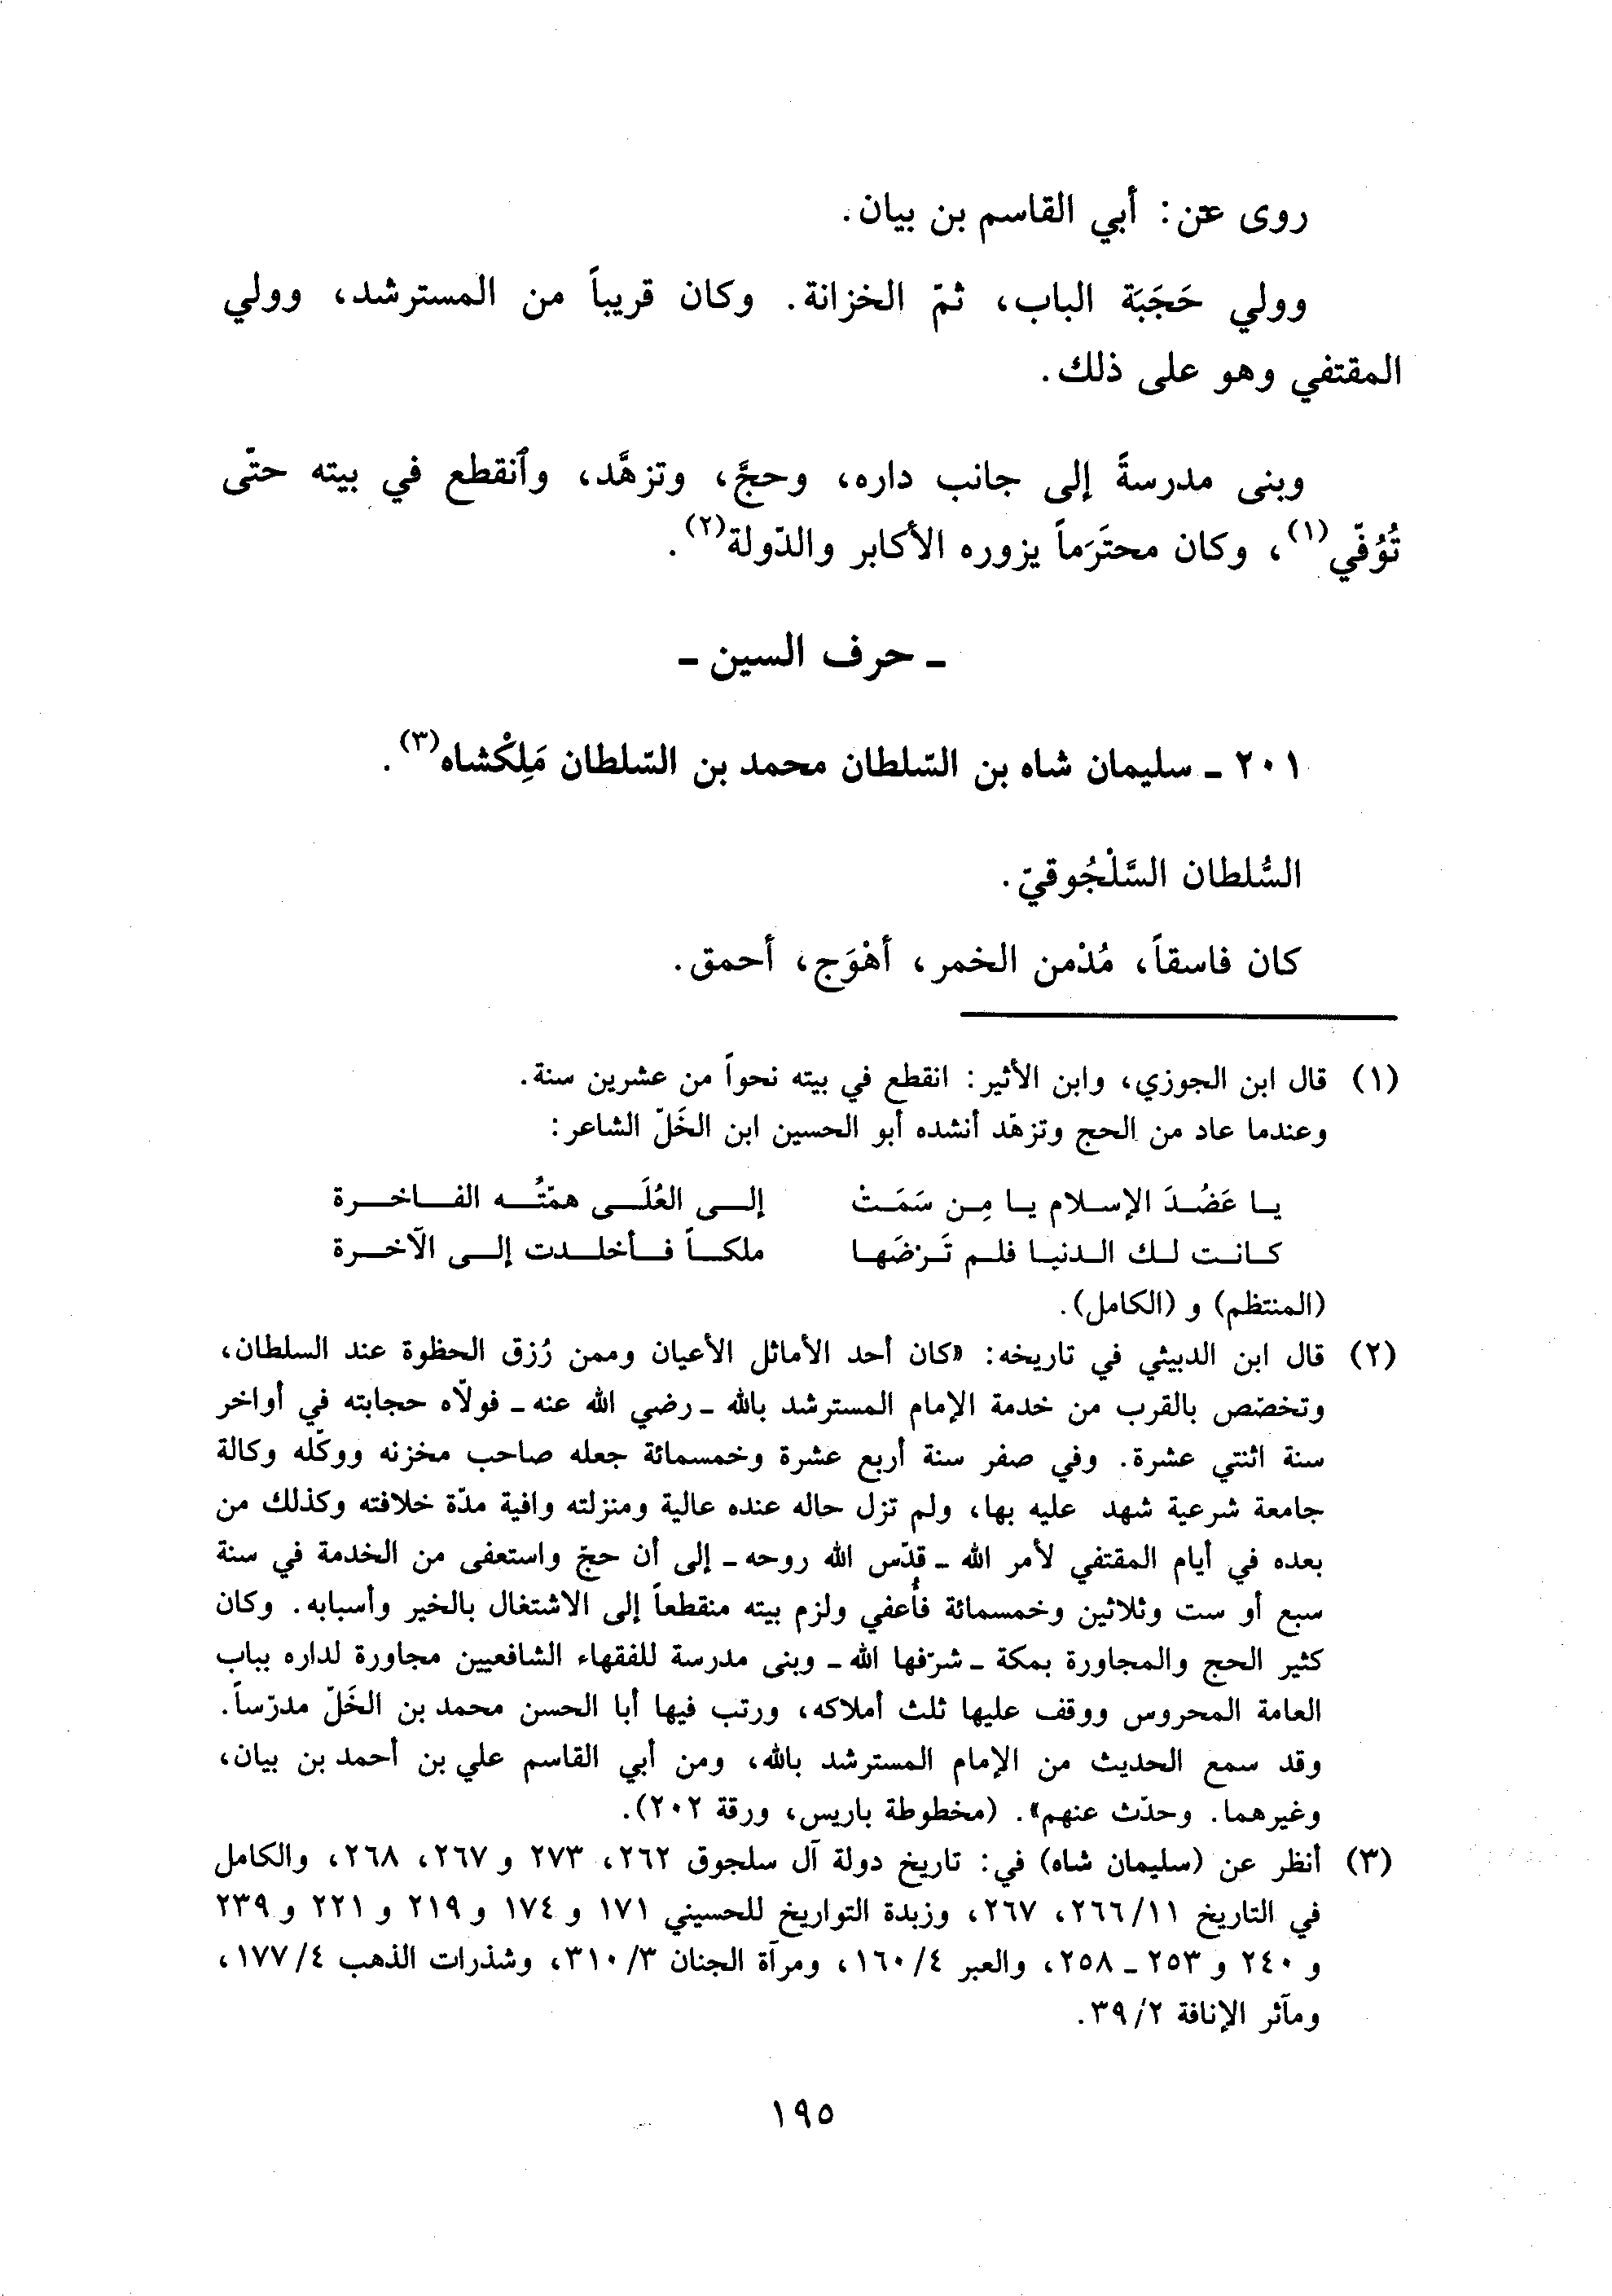 روى عن: أبي القاسم بن بيان.
وولي حَجَبَة الباب، ثمّ الخزانة. وكان قريباً من المسترشد، وولي
المقتفي وهو على ذلك.
وبنى مدرسةً إلى جانب داره، وحجَّ، وتزهَّد، وٱنقطع في بيته حتّى
تُوُفّي(١)، وكان محتَرَماً يزوره الأكابر والدّولة(٢).
ـ حرف السين ـ
٢٠١ ـ سليمان شاه بن السّلطان محمد بن السّلطان مَلِكْشاه(٣).
السُّلطان السَّلْجُوقيّ.
كان فاسقاً، مُدْمن الخمر، أهْوَج، أحمق.
(١) قال ابن الجوزي، وابن الأثير: انقطع في بيته نحواً من عشرين سنة.
وعندما عاد من الحج وتزهّد أنشده أبو الحسين ابن الخَلّ الشاعر:
يا عَضُدَ الإسلام يا مِن سَمَتْ إلى العُلَى همّتُه الفاخرة
كانت لك الدنيا فلم تَرْضَها ملكاً فأخلدت إلى الآخرة
(المنتظم) و (الكامل).
(٢) قال ابن الدبيثي في تاريخه: «كان أحد الأماثل الأعيان وممن رُزق الحظوة عند السلطان،
وتخصّص بالقرب من خدمة الإمام المسترشد بالله ـ رضي الله عنه ـ فولّاه حجابته في أواخر
سنة اثنتي عشرة. وفي صفر سنة أربع عشرة وخمسمائة جعله صاحب مخزنه ووكّله وكالة
جامعة شرعية شهد عليه بها، ولم تزل حاله عنده عالية ومنزلته وافية مدّة خلافته وكذلك من
بعده في أيام المقتفي لأمر الله ـ قدّس الله روحه ـ إلى أن حجّ واستعفى من الخدمة في سنة
سبع أو ست وثلاثين وخمسمائة فأُعفي ولزم بيته منقطعاً إلى الاشتغال بالخير وأسبابه. وكان
كثير الحج والمجاورة بمكة ـ شرّفها الله ـ وبنى مدرسة للفقهاء الشافعيين مجاورة لداره بباب
العامة المحروس ووقف عليها ثلث أملاكه، ورتب فيها أبا الحسن محمد بن الخَلّ مدرّساً.
وقد سمع الحديث من الإمام المسترشد بالله، ومن أبي القاسم علي بن أحمد بن بيان،
وغيرهما. وحدّث عنهم». (مخطوطة باريس، ورقة ٢٠٢).
(٣) أنظر عن (سليمان شاه) في: تاريخ دولة آل سلجوق ٢٦٢، ٢٧٣ و ٢٦٧، ٢٦٨، والكامل
في التاريخ ٢٦٦/١١، ٢٦٧، وزبدة التواريخ للحسيني ١٧١ و ١٧٤ و ٢١٩ و ٢٢١ و ٢٣٩
و ٢٤٠ و ٢٥٣ ـ ٢٥٨، والعبر ١٦٠/٤، ومرآة الجنان ٣١٠/٣، وشذرات الذهب ١٧٧/٤،
ومآثر الإنافة ٣٩/٢.
١٩٥